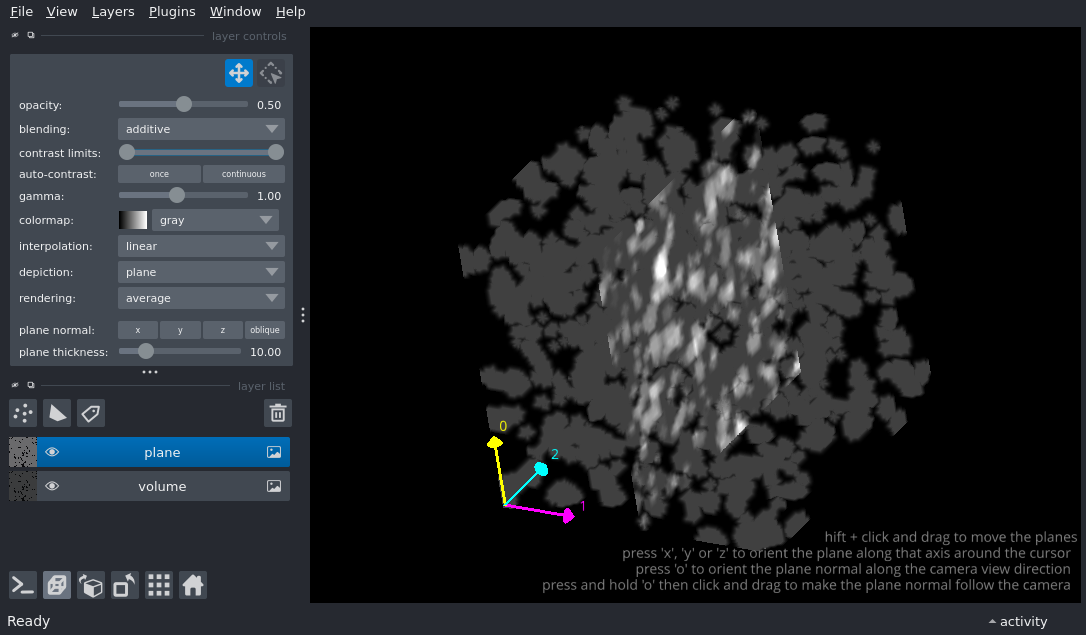 File View Layers Plugins Window Help
layer controls
opacity: 0.50
blending: additive
contrast limits:
auto-contrast: once continuous
gamma: 1.00
colormap: gray
interpolation: linear
depiction: plane
rendering: average
plane normal: x y z oblique
plane thickness: 10.00
layer list
plane
volume
0
2
1
hift + click and drag to move the planes
press 'x', 'y' or 'z' to orient the plane along that axis around the cursor
press 'o' to orient the plane normal along the camera view direction
press and hold 'o' then click and drag to make the plane normal follow the camera
Ready
activity